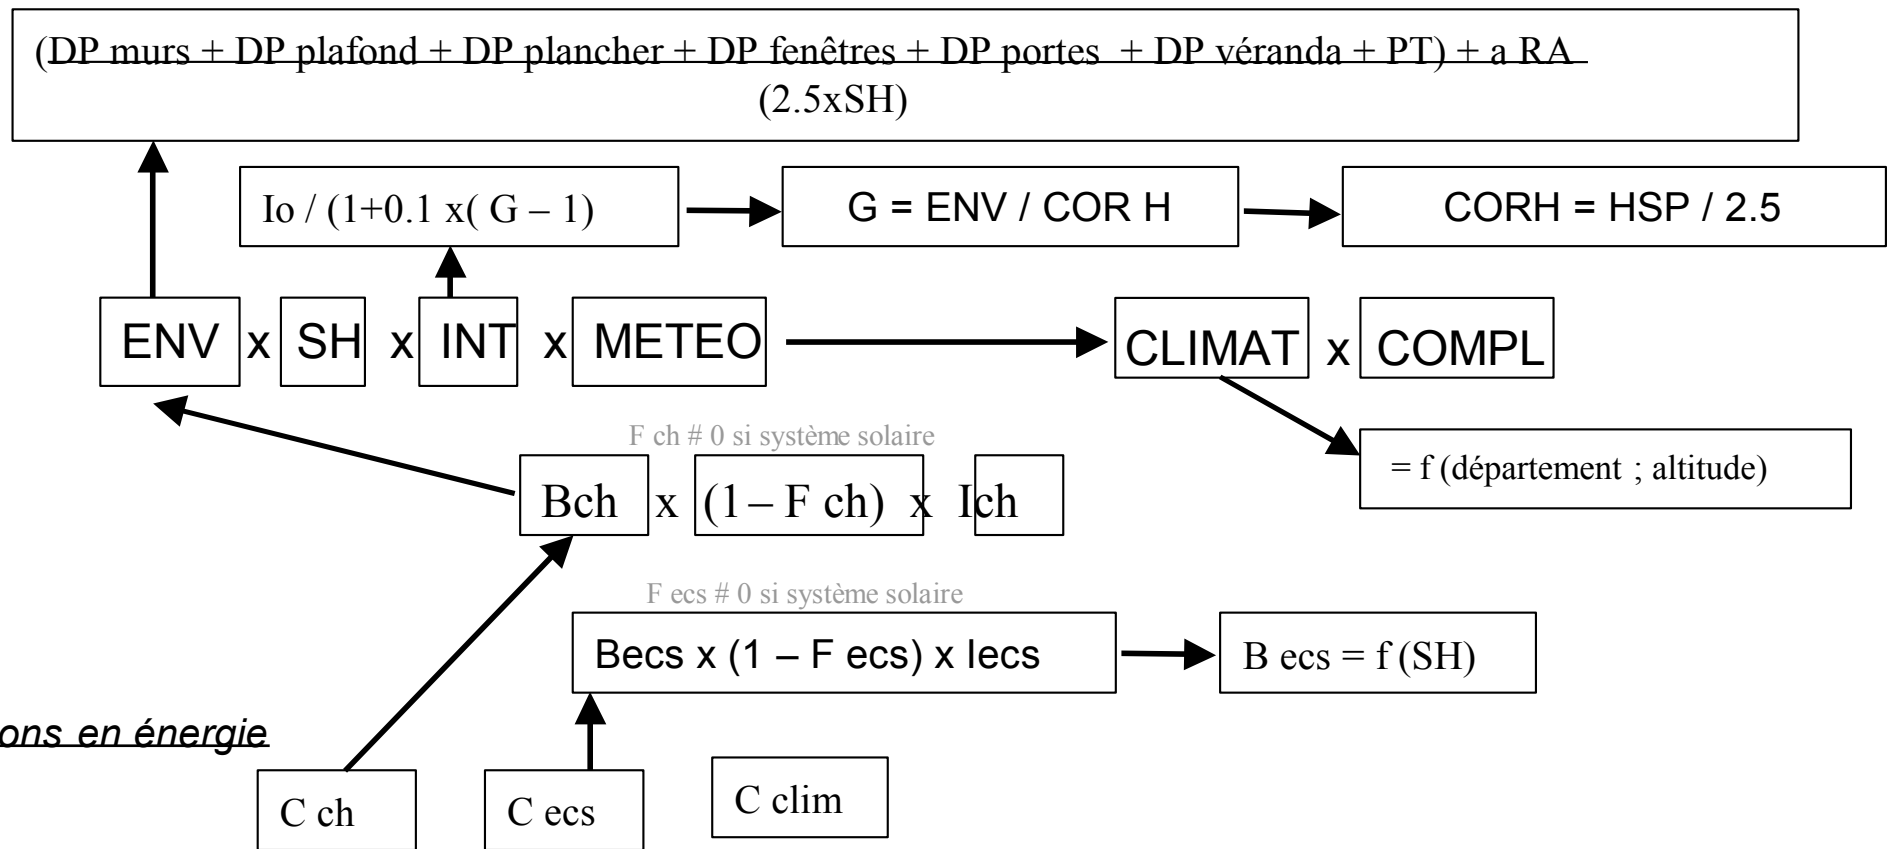 (DP murs + DP plafond + DP plancher + DP fenêtres + DP portes + DP véranda + PT) + a RA
(2.5xSH)
Io / (1+0.1 x( G – 1)
G = ENV / COR H
CORH = HSP / 2.5
ENV x SH x INT x METEO
CLIMAT x COMPL
F ch # 0 si système solaire
= f (département ; altitude)
Bch x (1 – F ch) x Ich
F ecs # 0 si système solaire
Becs x (1 – F ecs) x Iecs
B ecs = f (SH)
ons en énergie
C ch
C ecs
C clim